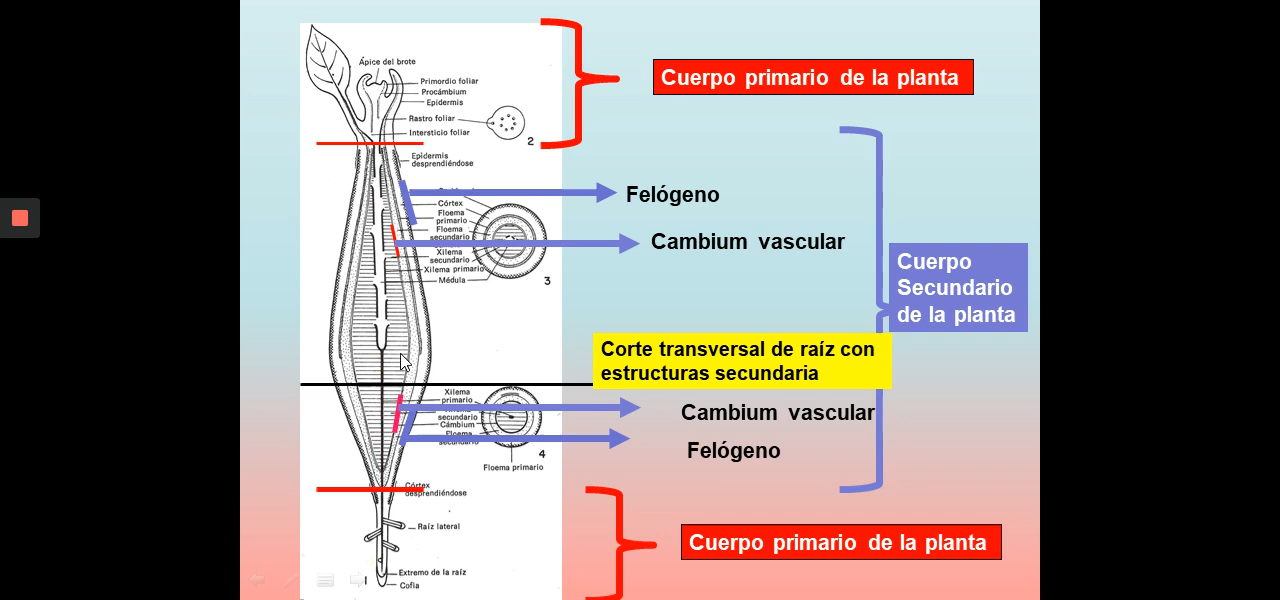 Ápice del brote
Primordio foliar
Procámbium
Epidermis
Rastro foliar
Intersticio foliar
2
Cuerpo primario de la planta
Epidermis
desprendiéndose
Felógeno
Córtex
Floema
primario
Floema
secundario
Cambium vascular
Xilema
secundario
Xilema primario
Médula
3
Cuerpo
Secundario
de la planta
Corte transversal de raíz con
estructuras secundaria
Xilema
primario
secundario
Cámbium
Floema
secundario
Cambium vascular
Felógeno
4
Floema primario
Córtex
desprendiéndose
Raíz lateral
Cuerpo primario de la planta
Extremo de la raíz
Cofia
1